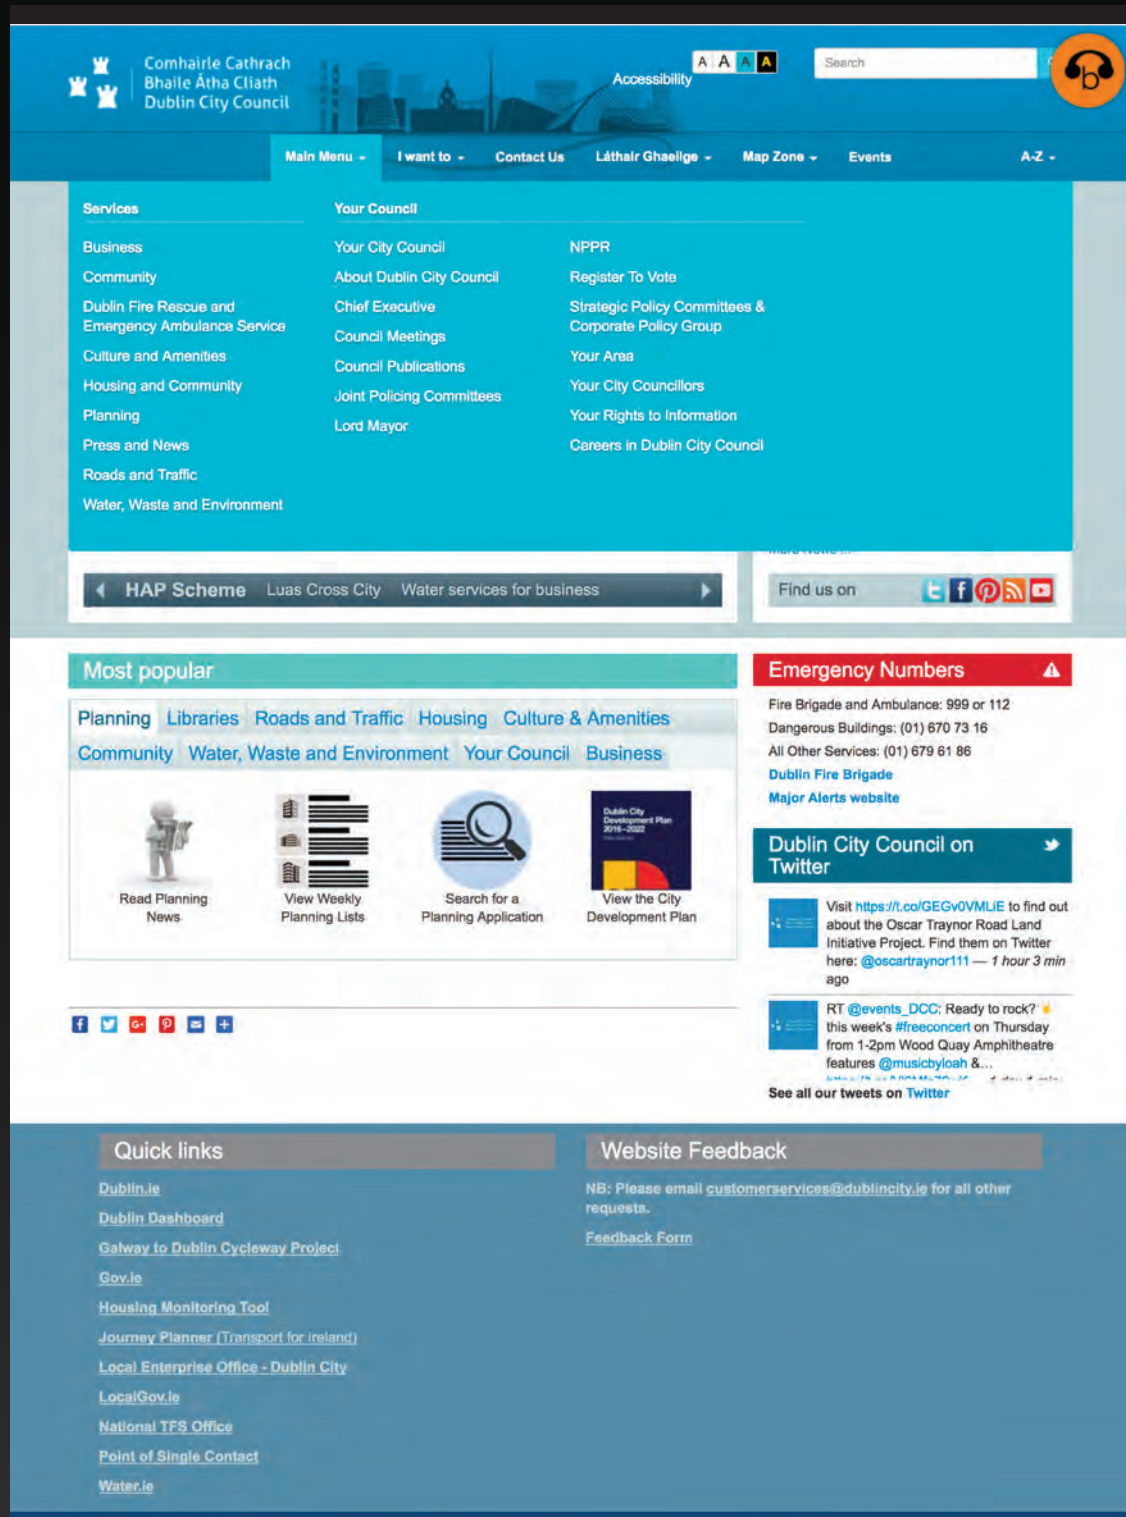 Comhairle Cathrach
Bhaile Átha Cliath
Dublin City Council
Accessibility
A A A A
Search
b
Main Menu
I want to
Contact Us
Láthair Ghaeilge
Map Zone
Events
A-Z
Services
Business
Community
Dublin Fire Rescue and
Emergency Ambulance Service
Culture and Amenities
Housing and Community
Planning
Press and News
Roads and Traffic
Water, Waste and Environment
Your Council
Your City Council
About Dublin City Council
Chief Executive
Council Meetings
Council Publications
Joint Policing Committees
Lord Mayor
NPPR
Register To Vote
Strategic Policy Committees &
Corporate Policy Group
Your Area
Your City Councillors
Your Rights to Information
Careers in Dublin City Council
HAP Scheme Luas Cross City Water services for business
Find us on
Most popular
Planning Libraries Roads and Traffic Housing Culture & Amenities
Community Water, Waste and Environment Your Council Business
Read Planning
News
View Weekly
Planning Lists
Search for a
Planning Application
Dublin City
Development Plan
2016–2022
View the City
Development Plan
Emergency Numbers
Fire Brigade and Ambulance: 999 or 112
Dangerous Buildings: (01) 670 73 16
All Other Services: (01) 679 61 86
Dublin Fire Brigade
Major Alerts website
Dublin City Council on
Twitter
Visit https://t.co/GEGv0VMLiE to find out
about the Oscar Traynor Road Land
Initiative Project. Find them on Twitter
here: @oscartraynor111 — 1 hour 3 min
ago
RT @events_DCC: Ready to rock?
this week's #freeconcert on Thursday
from 1-2pm Wood Quay Amphitheatre
features @musicbyloah &…
See all our tweets on Twitter
Quick links
Dublin.ie
Dublin Dashboard
Galway to Dublin Cycleway Project
Gov.ie
Housing Monitoring Tool
Journey Planner (Transport for Ireland)
Local Enterprise Office - Dublin City
LocalGov.ie
National TFS Office
Point of Single Contact
Water.ie
Website Feedback
NB: Please email customerservices@dublincity.ie for all other
requests.
Feedback Form